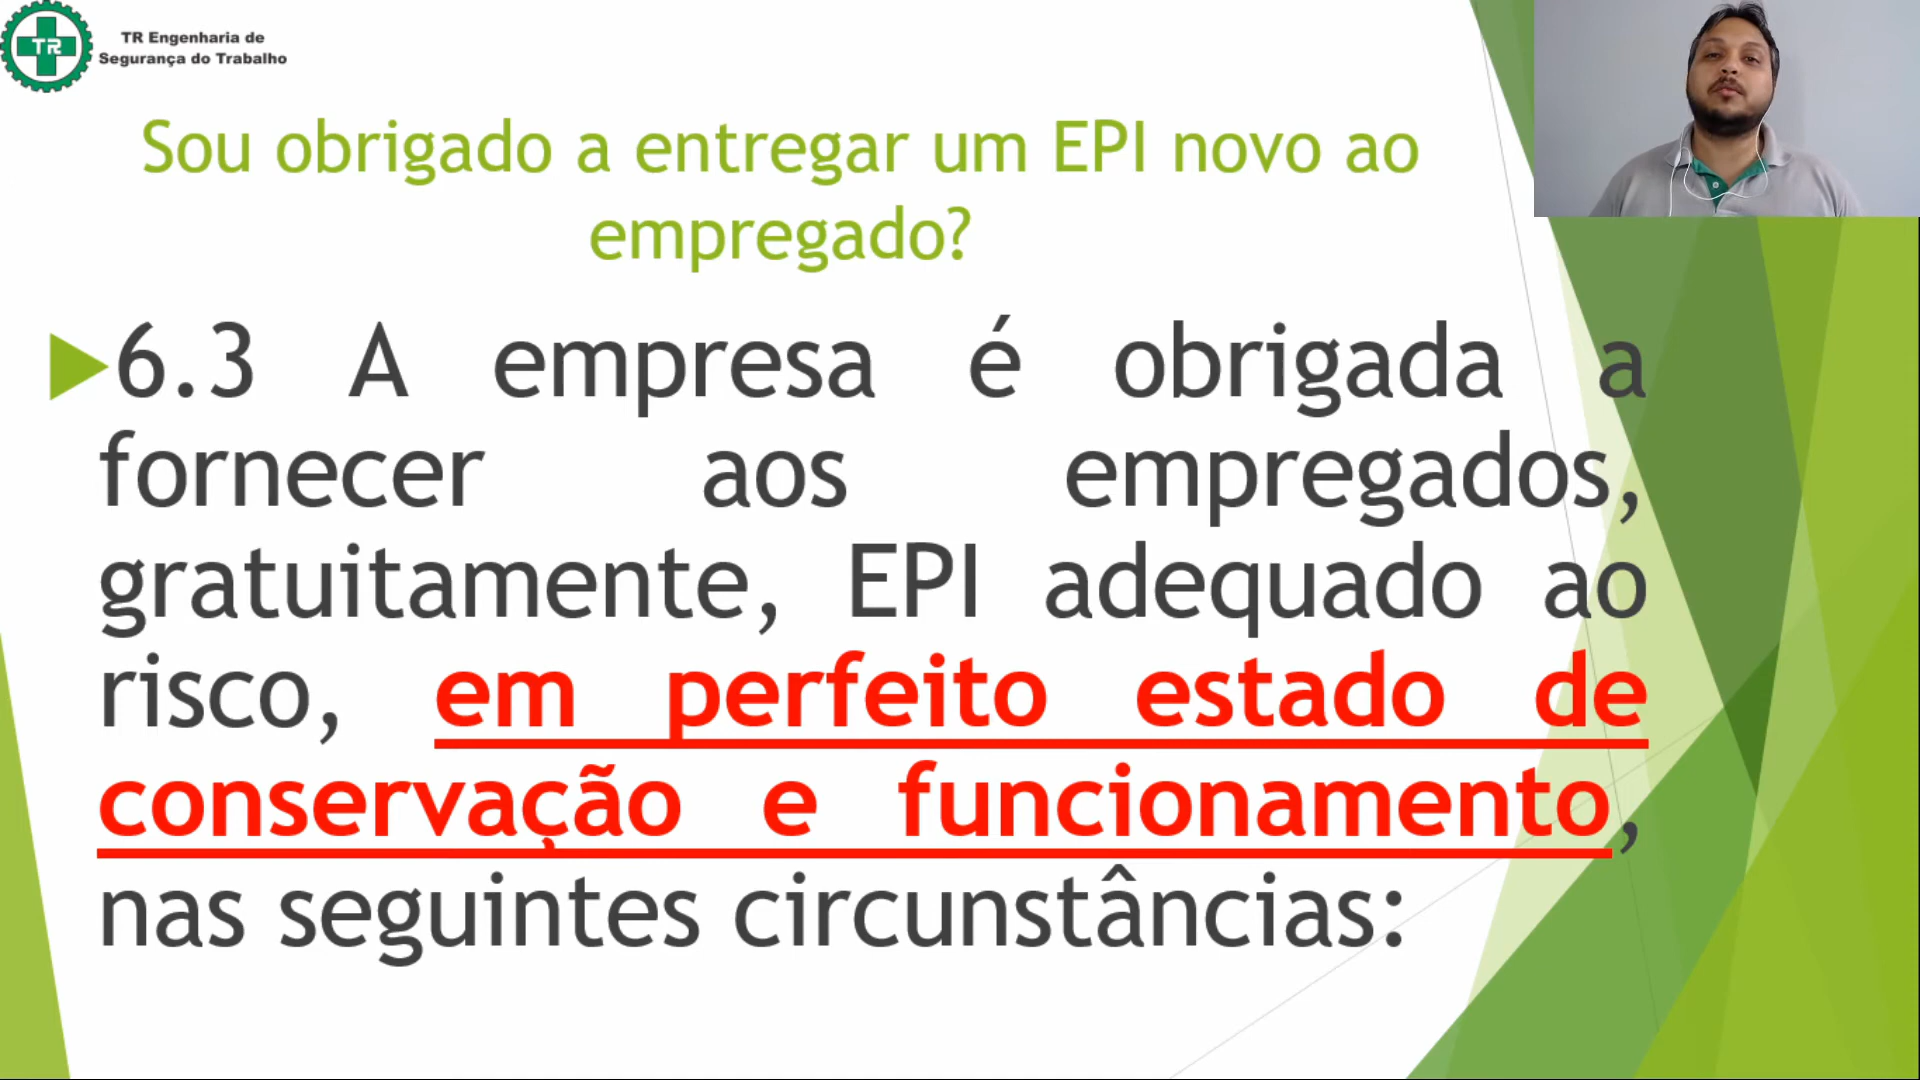 TR
TR Engenharia de
Segurança do Trabalho
Sou obrigado a entregar um EPI novo ao
empregado?
6.3 A empresa é obrigada a
fornecer aos empregados,
gratuitamente, EPI adequado ao
risco, em perfeito estado de
conservação e funcionamento,
nas seguintes circunstâncias: